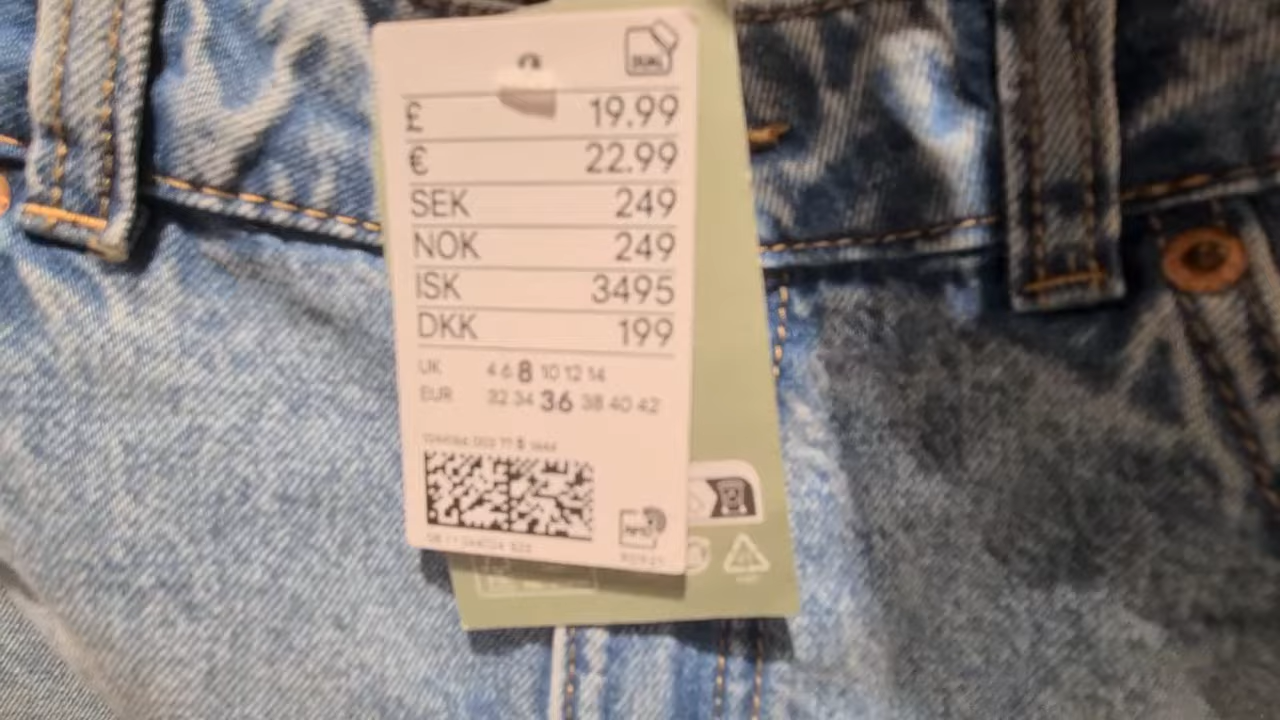 £ 19.99
€ 22.99
SEK 249
NOK 249
ISK 3495
DKK 199
UK 4 6 8 10 12 14
EUR 32 34 36 38 40 42